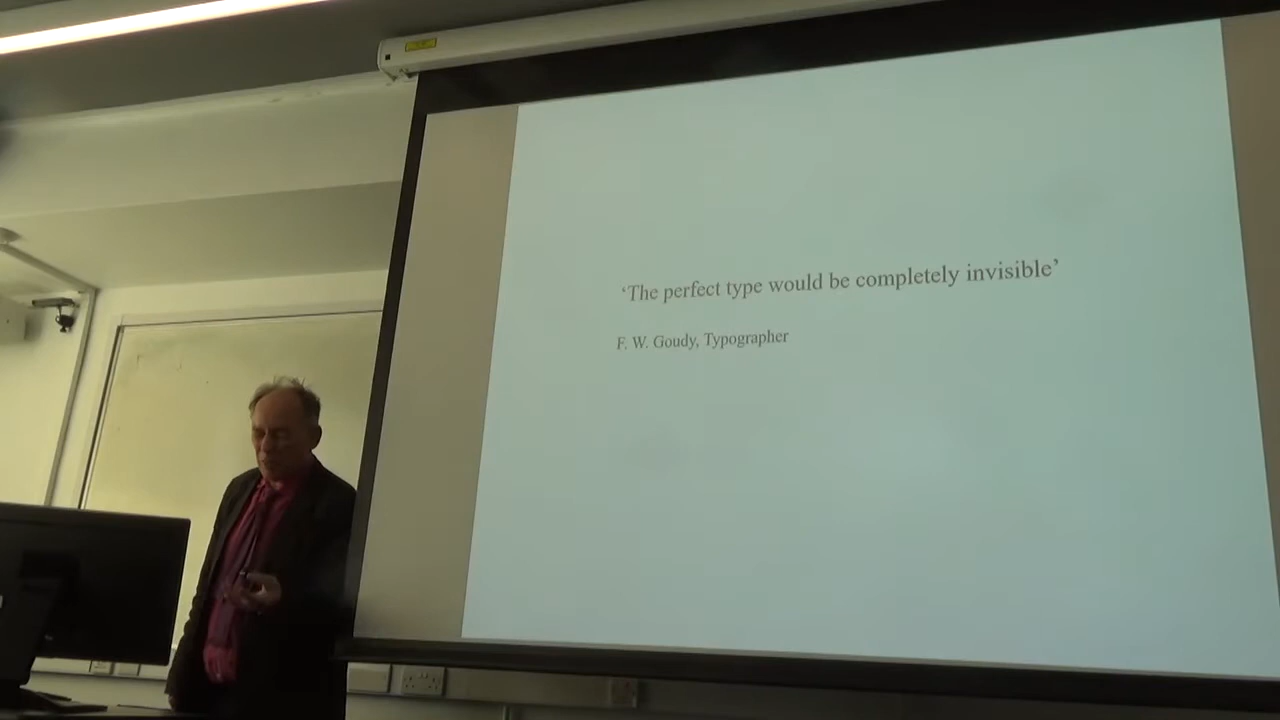 ‘The perfect type would be completely invisible’
F. W. Goudy, Typographer